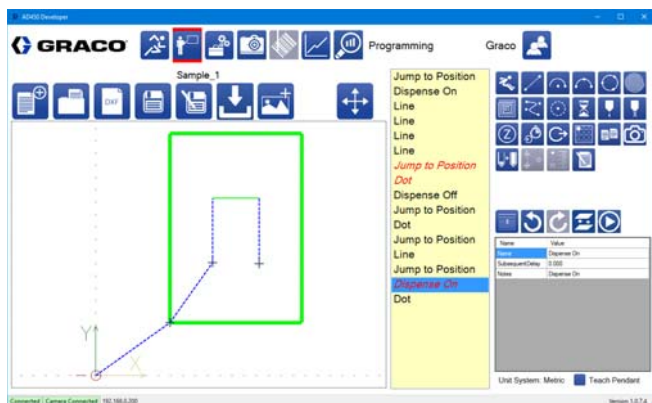 AD450 Developer
GRACO
Programming
Graco
Sample_1
DXF
Jump to Position
Dispense On
Line
Line
Line
Line
Jump to Position
Dot
Dispense Off
Jump to Position
Dot
Jump to Position
Line
Jump to Position
Dispense On
Dot
Y
X
Z
Name Value
Name Dispense On
SubsequentDelay 0.000
Notes Dispense On
Unit System: Metric Teach Pendant
Connected Camera Connected 192.168.0.200
Version 1.0.7.4